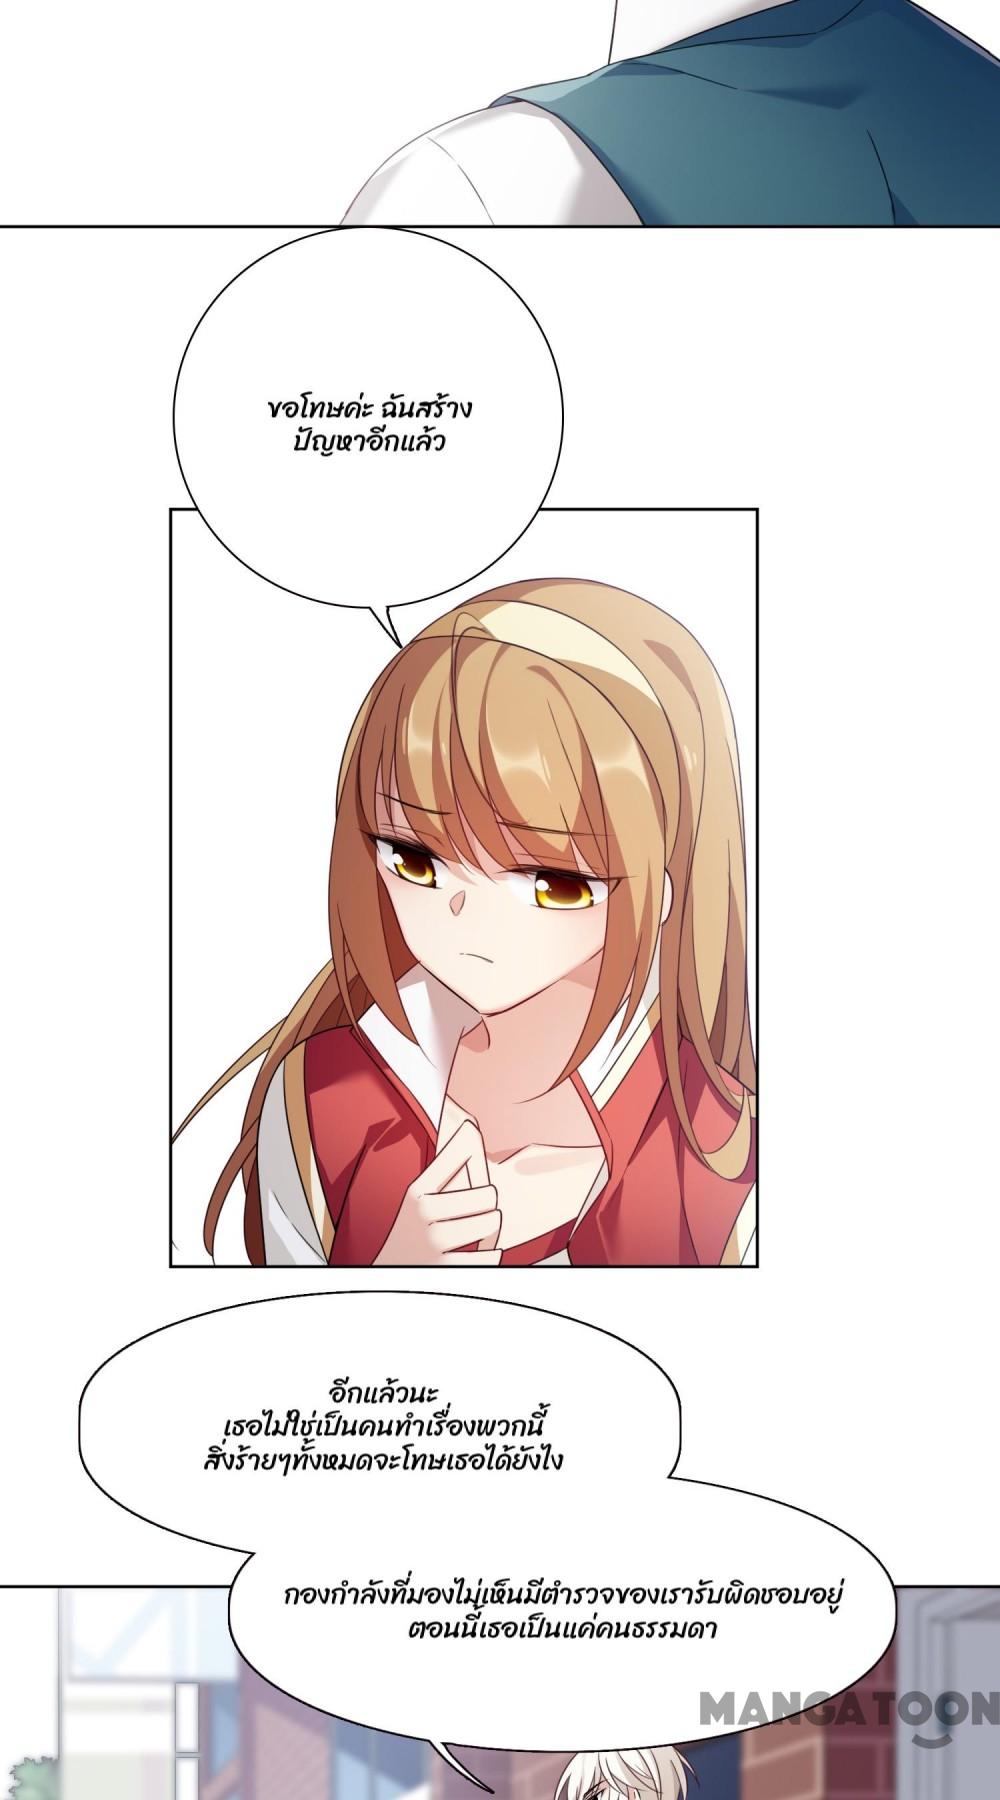 ขอโทษค่ะ ฉันสร้าง
ปัญหาอีกแล้ว
อีกแล้วนะ
เธอไม่ใช่เป็นคนทำเรื่องพวกนี้
สิ่งร้ายๆทั้งหมดจะโทษเธอได้ยังไง
กองกำลังที่มองไม่เห็นมีตำรวจของเรารับผิดชอบอยู่
ตอนนี้เธอเป็นแค่คนธรรมดา
MANGATOON